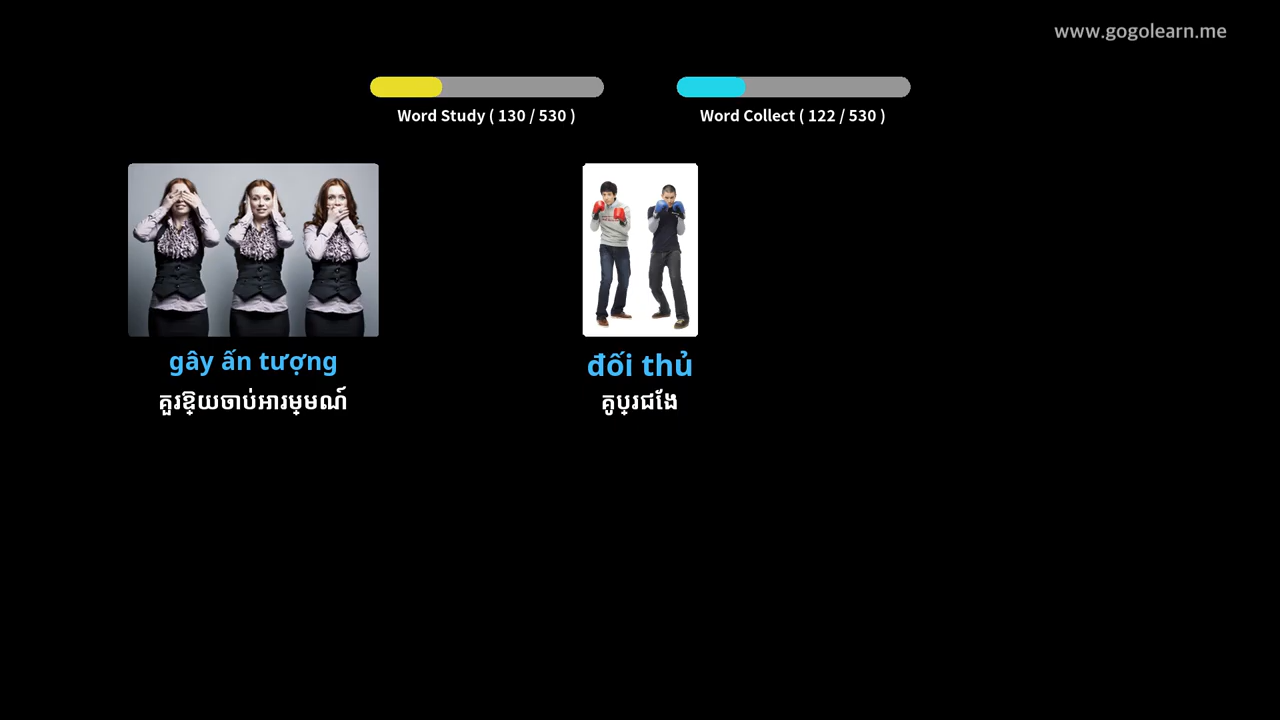 www.gogolearn.me
Word Study ( 130 / 530 )
Word Collect ( 122 / 530 )
gây ấn tượng
គួរឱ្យចាប់អារម្មណ៍
đối thủ
គូប្រជែង